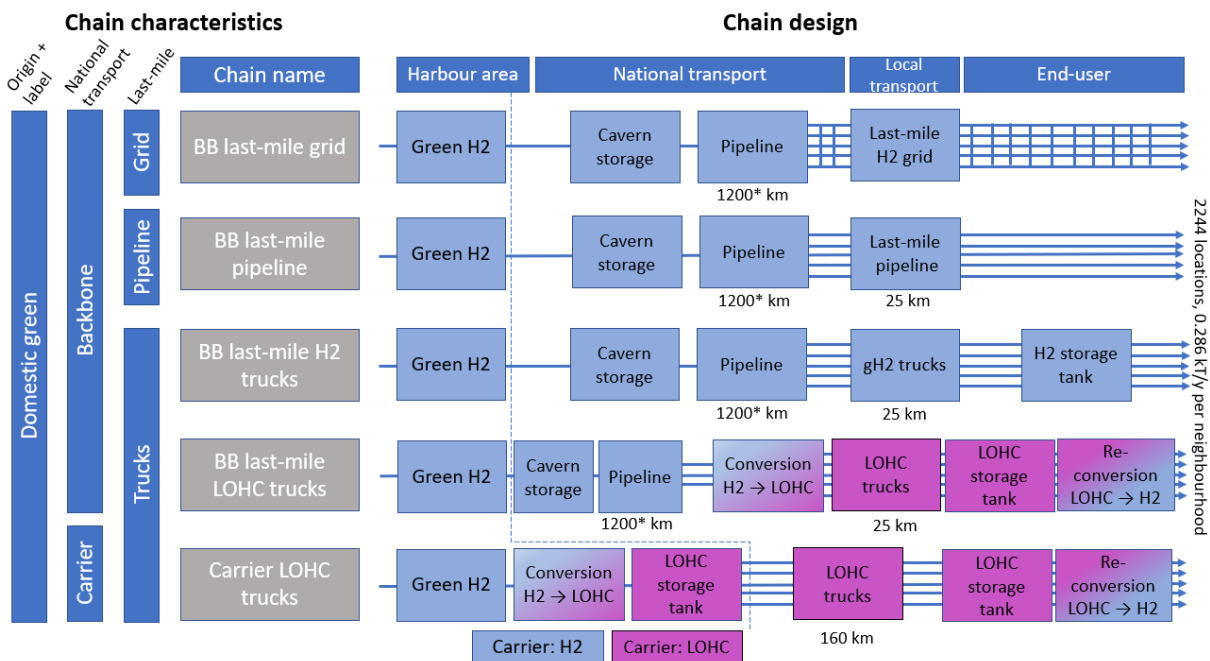 Chain characteristics
Chain design
Origin +
label
National
transport
Last-mile
Chain name
Harbour area
National transport
Local
transport
End-user
Domestic green
Backbone
Carrier
Grid
Pipeline
Trucks
BB last-mile grid
Green H2
Cavern
storage
Pipeline
1200* km
Last-mile
H2 grid
BB last-mile
pipeline
Green H2
Cavern
storage
Pipeline
1200* km
Last-mile
pipeline
25 km
BB last-mile H2
trucks
Green H2
Cavern
storage
Pipeline
1200* km
gH2 trucks
25 km
H2 storage
tank
BB last-mile
LOHC trucks
Green H2
Cavern
storage
Pipeline
1200* km
Conversion
H2 → LOHC
LOHC
trucks
25 km
LOHC
storage
tank
Re-
conversion
LOHC → H2
Carrier LOHC
trucks
Green H2
Conversion
H2 → LOHC
LOHC
storage
tank
LOHC
trucks
160 km
LOHC
storage
tank
Re-
conversion
LOHC → H2
2244 locations, 0.286 kT/y per neighbourhood
Carrier: H2
Carrier: LOHC